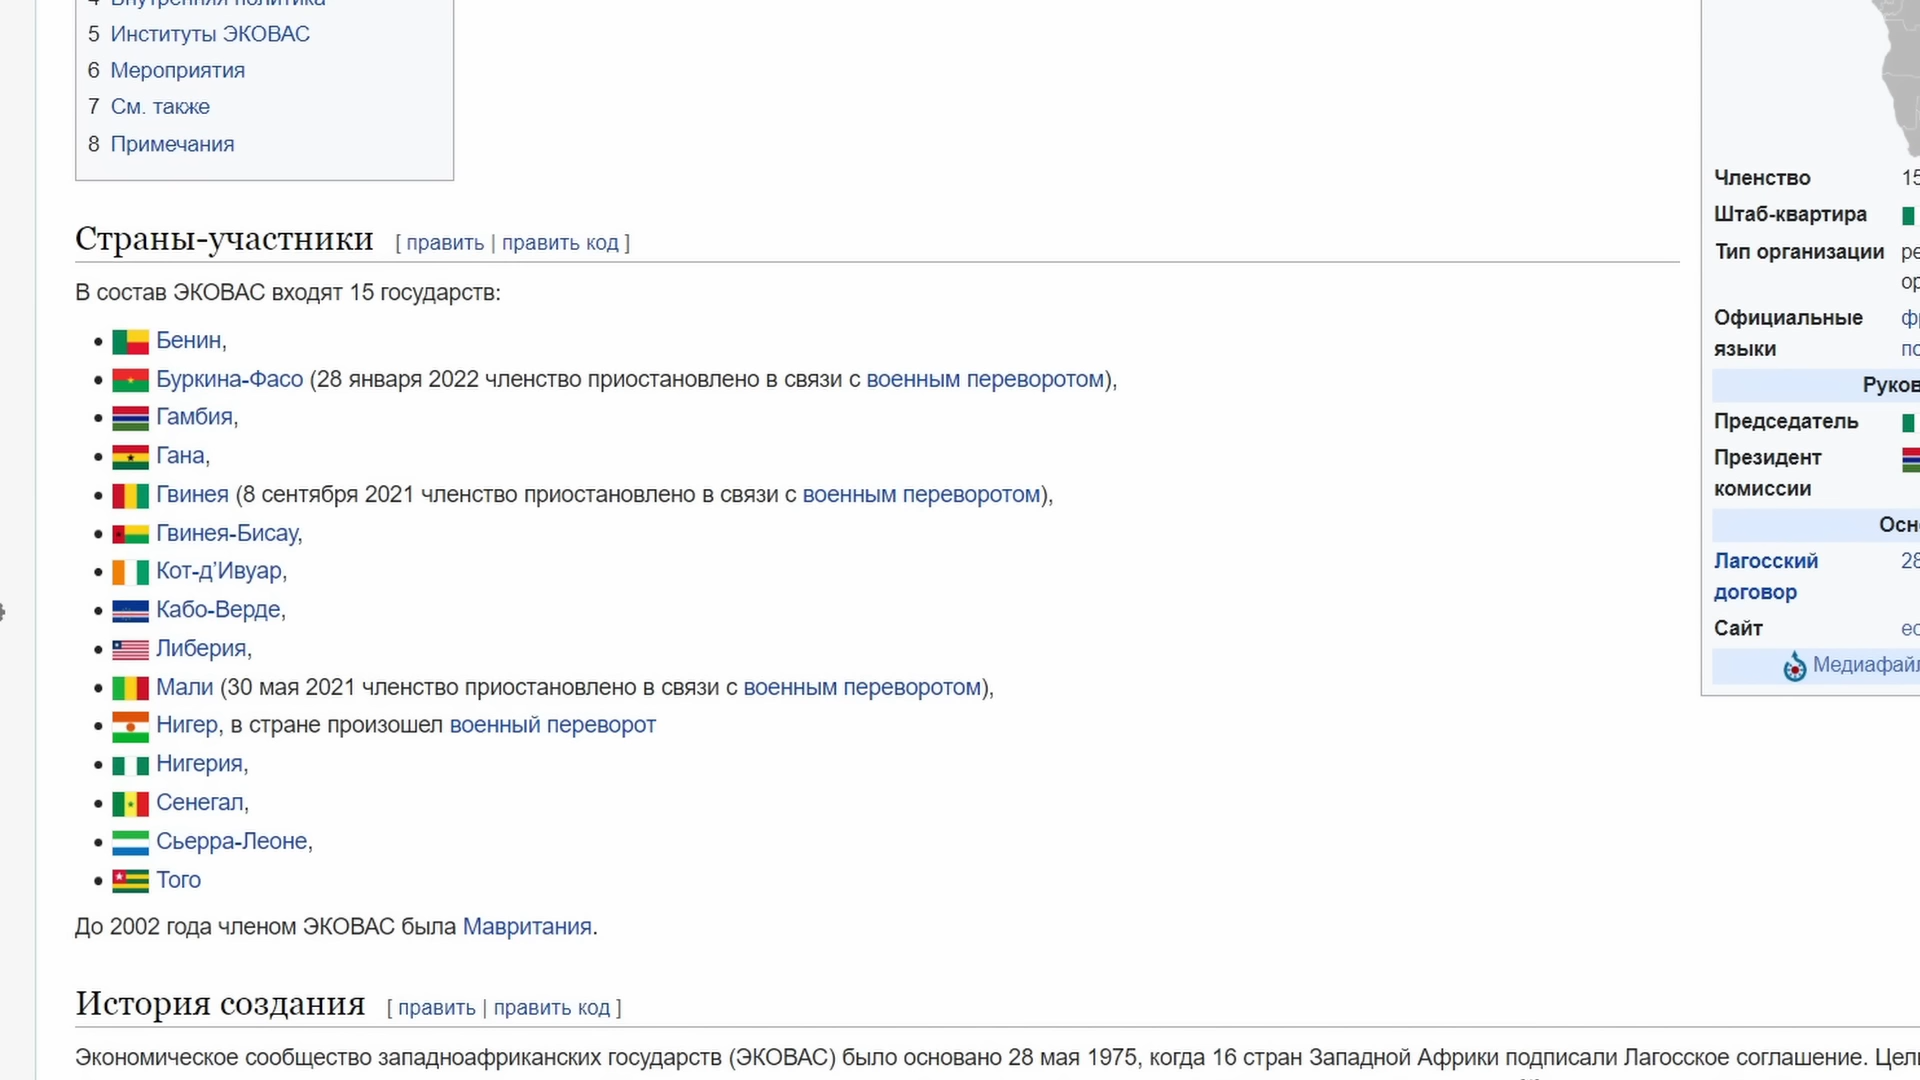 4 Внутренняя политика
5 Институты ЭКОВАС
6 Мероприятия
7 См. также
8 Примечания
Страны-участники [ править | править код ]
В состав ЭКОВАС входят 15 государств:
Бенин,
Буркина-Фасо (28 января 2022 членство приостановлено в связи с военным переворотом),
Гамбия,
Гана,
Гвинея (8 сентября 2021 членство приостановлено в связи с военным переворотом),
Гвинея-Бисау,
Кот-д’Ивуар,
Кабо-Верде,
Либерия,
Мали (30 мая 2021 членство приостановлено в связи с военным переворотом),
Нигер, в стране произошел военный переворот
Нигерия,
Сенегал,
Сьерра-Леоне,
Того
До 2002 года членом ЭКОВАС была Мавритания.
История создания [ править | править код ]
Экономическое сообщество западноафриканских государств (ЭКОВАС) было основано 28 мая 1975, когда 16 стран Западной Африки подписали Лагосское соглашение.
Членство 15
Штаб-квартира
Тип организации
Официальные
языки
Председатель
Президент
комиссии
Лагосский 28
договор
Сайт